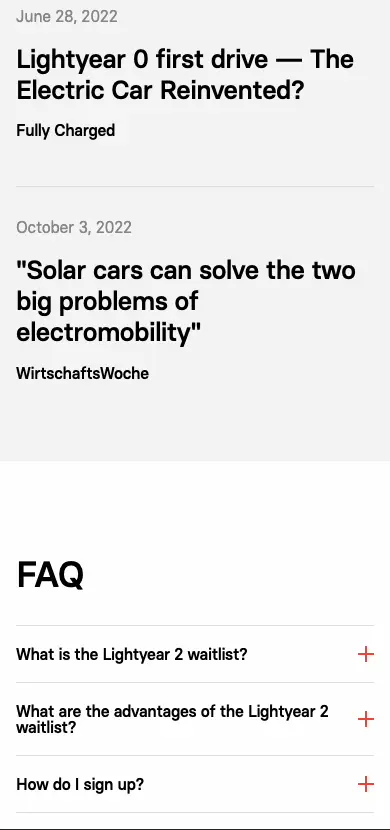 June 28, 2022
Lightyear 0 first drive — The
Electric Car Reinvented?
Fully Charged
October 3, 2022
"Solar cars can solve the two
big problems of
electromobility"
WirtschaftsWoche
FAQ
What is the Lightyear 2 waitlist?
What are the advantages of the Lightyear 2
waitlist?
How do I sign up?